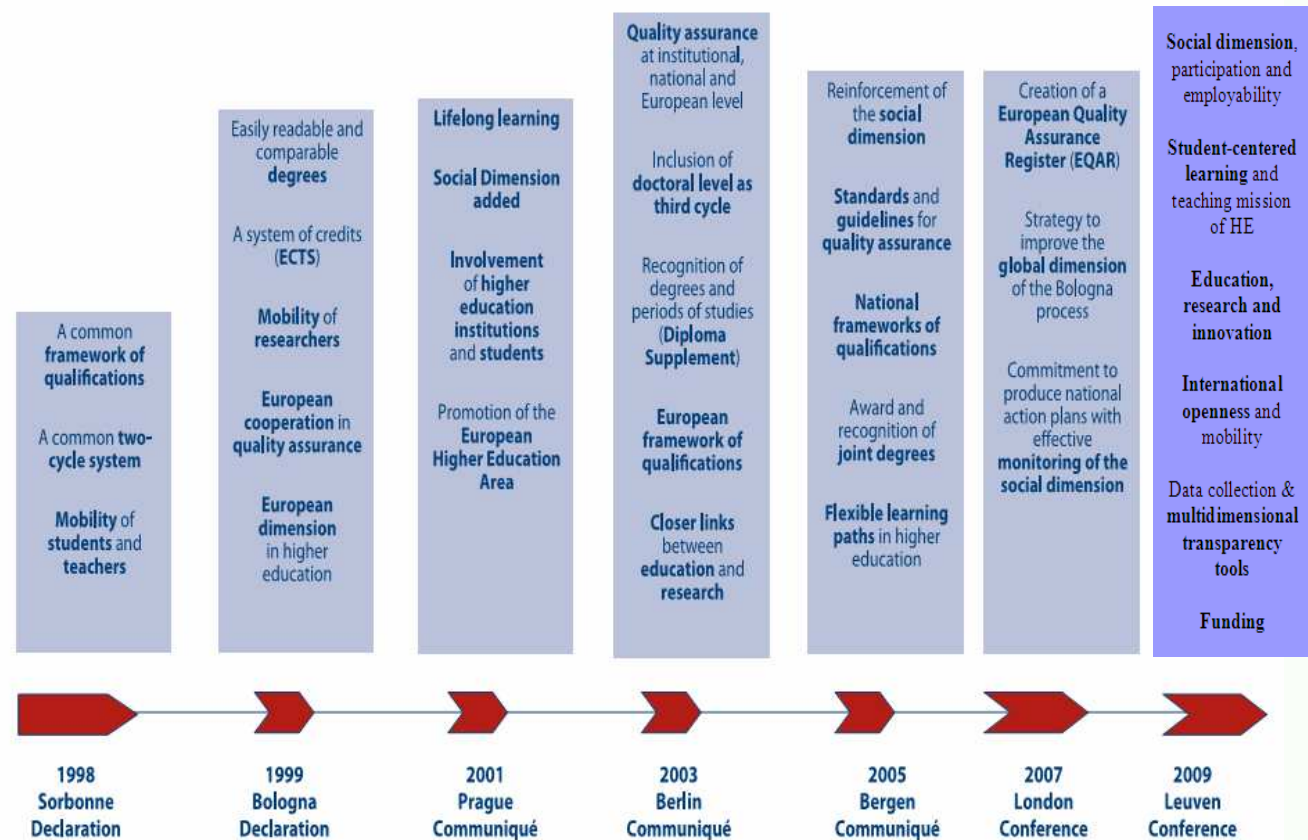 A common
framework of
qualifications
A common two-
cycle system
Mobility of
students and
teachers
Easily readable and
comparable
degrees
A system of credits
(ECTS)
Mobility of
researchers
European
cooperation in
quality assurance
European
dimension
in higher
education
Lifelong learning
Social Dimension
added
Involvement
of higher
education
institutions
and students
Promotion of the
European
Higher Education
Area
Quality assurance
at institutional,
national and
European level
Inclusion of
doctoral level as
third cycle
Recognition of
degrees and
periods of studies
(Diploma
Supplement)
European
framework of
qualifications
Closer links
between
education and
research
Reinforcement of
the social
dimension
Standards and
guidelines for
quality assurance
National
frameworks of
qualifications
Award and
recognition of
joint degrees
Flexible learning
paths in higher
education
Creation of a
European Quality
Assurance
Register (EQAR)
Strategy to
improve the
global dimension
of the Bologna
process
Commitment to
produce national
action plans with
effective
monitoring of the
social dimension
Social dimension,
participation and
employability
Student-centered
learning and
teaching mission
of HE
Education,
research and
innovation
International
openness and
mobility
Data collection &
multidimensional
transparency
tools
Funding
1998
Sorbonne
Declaration
1999
Bologna
Declaration
2001
Prague
Communiqué
2003
Berlin
Communiqué
2005
Bergen
Communiqué
2007
London
Conference
2009
Leuven
Conference